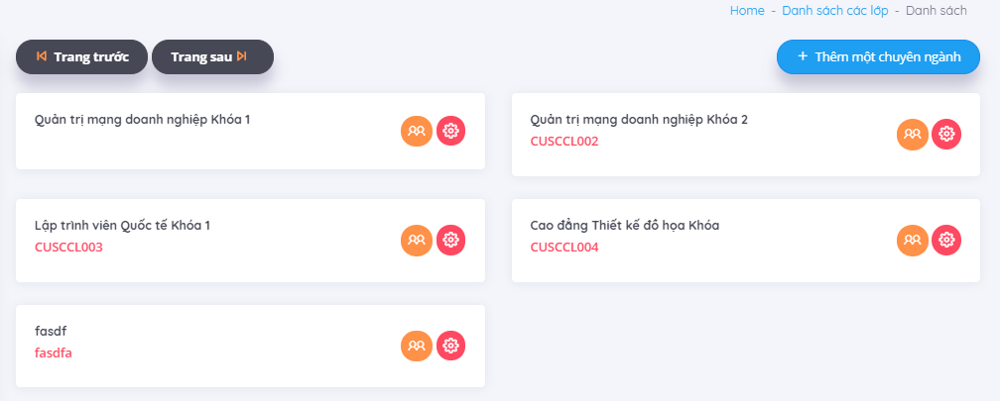 Home - Danh sách các lớp - Danh sách
Trang trước Trang sau + Thêm một chuyên ngành
Quản trị mạng doanh nghiệp Khóa 1
Quản trị mạng doanh nghiệp Khóa 2
CUSCCL002
Lập trình viên Quốc tế Khóa 1
CUSCCL003
Cao đẳng Thiết kế đồ họa Khóa
CUSCCL004
fasdf
fasdfa